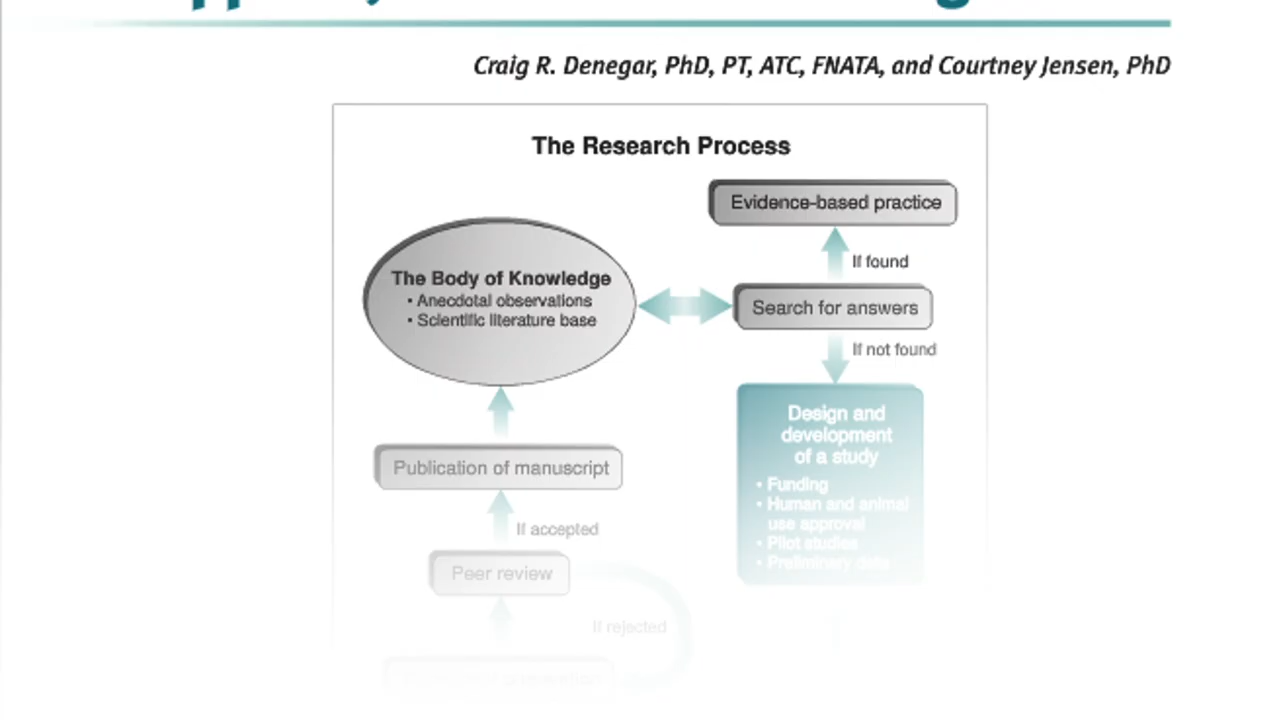 Craig R. Denegar, PhD, PT, ATC, FNATA, and Courtney Jensen, PhD
The Research Process
Evidence-based practice
If found
The Body of Knowledge
• Anecdotal observations
• Scientific literature base
Search for answers
If not found
Design and
development
of a study
• Funding
• Human and animal
use approval
• Pilot studies
• Preliminary data
Publication of manuscript
If accepted
Peer review
If rejected